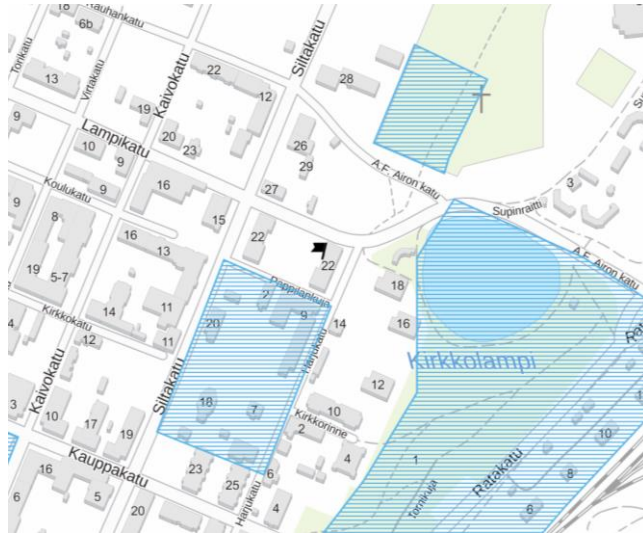 18
6b
Rauhankatu
Siltakatu
Torikatu
Virtakatu
13
Kaivokatu
22
12
28
19
Lampikatu
20
23
26
29
9
10
9
A.F. Airon katu
Koulukatu
9
16
27
Supinraitti
3
15
9
8
16
13
22
22
A.F. Airon katu
19
5-7
Pappilankuja
18
14
11
9
20
14
16
Kirkkokatu
11
Harjukatu
Kirkkolampi
4
12
Siltakatu
12
Kaivokatu
18
7
10
3
10
17
19
Kirkkorinne
2
10
Kauppakatu
4
1
Ratakatu
16
23
6
8
6
5
20
25
Harjukatu
4
Tornikuja
6